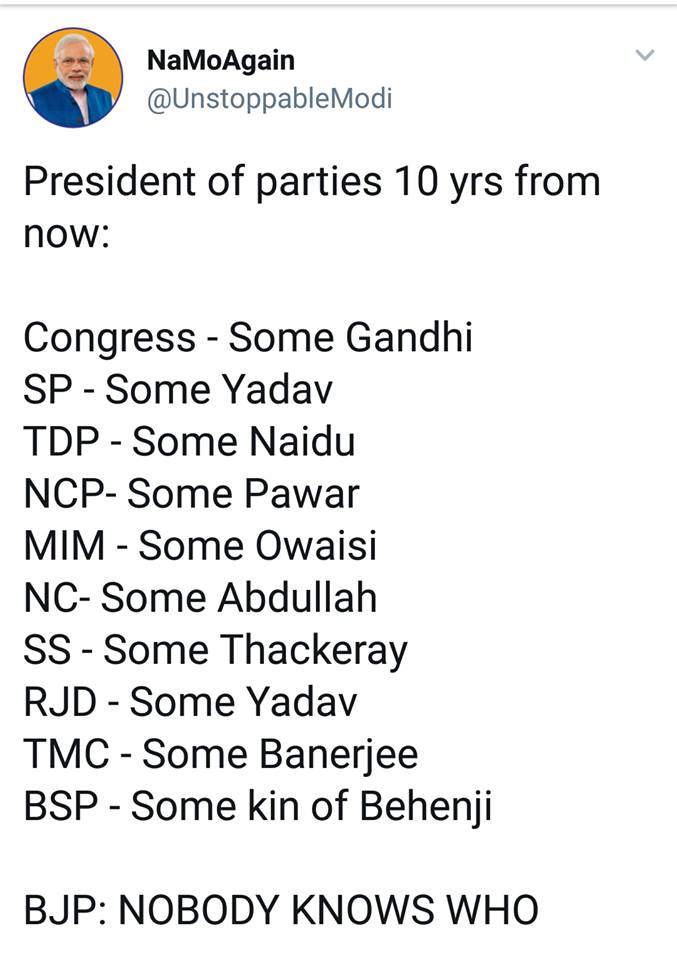 NaMoAgain
@UnstoppableModi
President of parties 10 yrs from
now:
Congress - Some Gandhi
SP - Some Yadav
TDP - Some Naidu
NCP- Some Pawar
MIM - Some Owaisi
NC- Some Abdullah
SS - Some Thackeray
RJD - Some Yadav
TMC - Some Banerjee
BSP - Some kin of Behenji
BJP: NOBODY KNOWS WHO